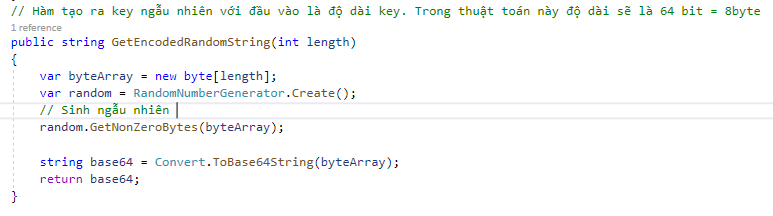 // Hàm tạo ra key ngẫu nhiên với đầu vào là độ dài key. Trong thuật toán này độ dài sẽ là 64 bit = 8byte
1 reference
public string GetEncodedRandomString(int length)
{
var byteArray = new byte[length];
var random = RandomNumberGenerator.Create();
// Sinh ngẫu nhiên
random.GetNonZeroBytes(byteArray);
string base64 = Convert.ToBase64String(byteArray);
return base64;
}